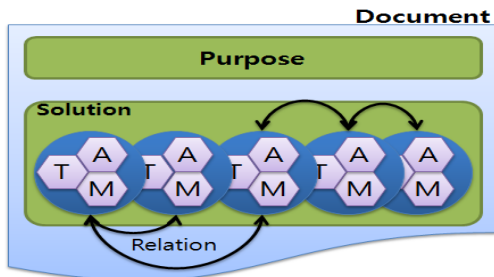 Document
Purpose
Solution
T A M
T A M
T A M
T A M
A M
Relation